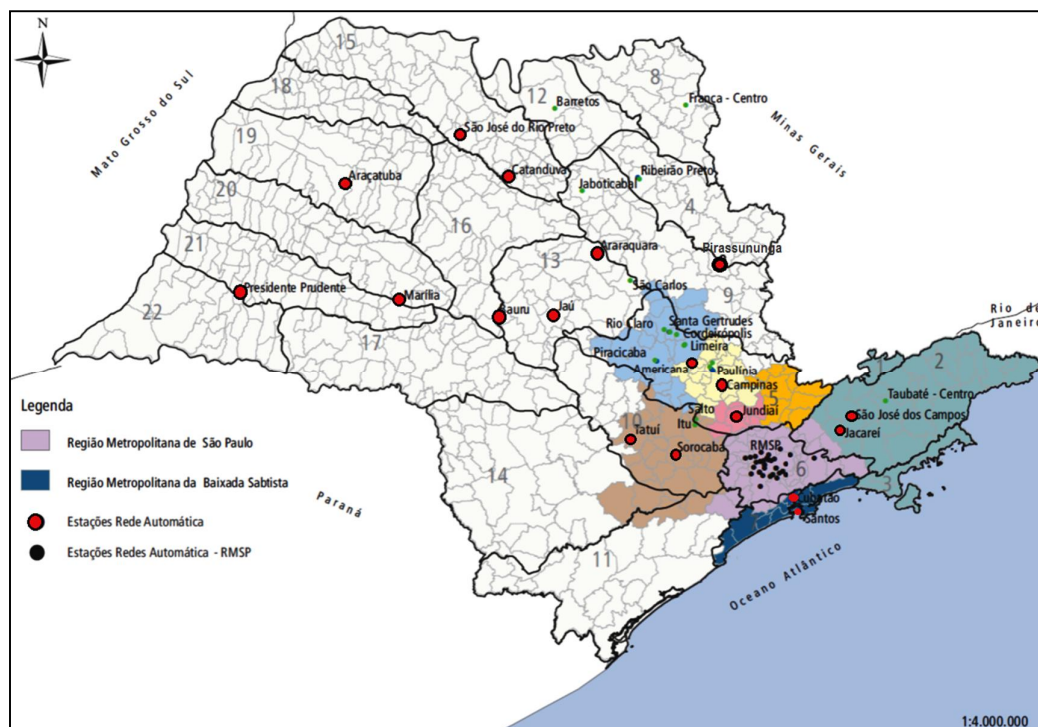 N
15
8
18
12
Barretos
Franca - Centro
Mato Grosso do Sul
Minas Gerais
São José do Rio Preto
19
Araçatuba
Catanduva
Jaboticabal
Ribeirão Preto
20
4
16
21
13
Araraquara
Pirassununga
Presidente Prudente
Marília
São Carlos
9
22
Bauru
Jaú
17
Rio Claro
Santa Gertrudes
Cordeirópolis
Limeira
Rio de
Janeiro
Piracicaba
Americana
Paulínia
Campinas
5
1
2
Taubaté - Centro
Legenda
Salto
Jundiaí
São José dos Campos
10
Itu
Jacareí
Tatuí
RMSP
Região Metropolitana de São Paulo
Sorocaba
6
14
3
Região Metropolitana da Baixada Sabtista
Paraná
Cubatão
Santos
Estações Rede Automática
Estações Redes Automática - RMSP
11
Oceano Atlântico
1:4.000.000